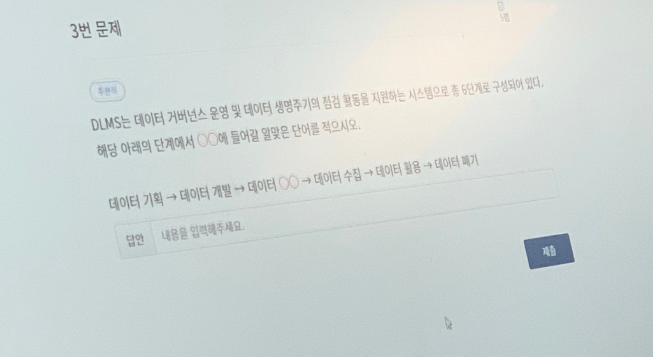 3번 문제
주관식
DLMS는 데이터 거버넌스 운영 및 데이터 생명주기의 점검 활동을 지원하는 시스템으로 총 6단계로 구성되어 있다.
해당 아래의 단계에서 ○○에 들어갈 알맞은 단어를 적으시오.
데이터 기획 → 데이터 개발 → 데이터 ○○ → 데이터 수집 → 데이터 활용 → 데이터 폐기
답안 내용을 입력해주세요.
제출